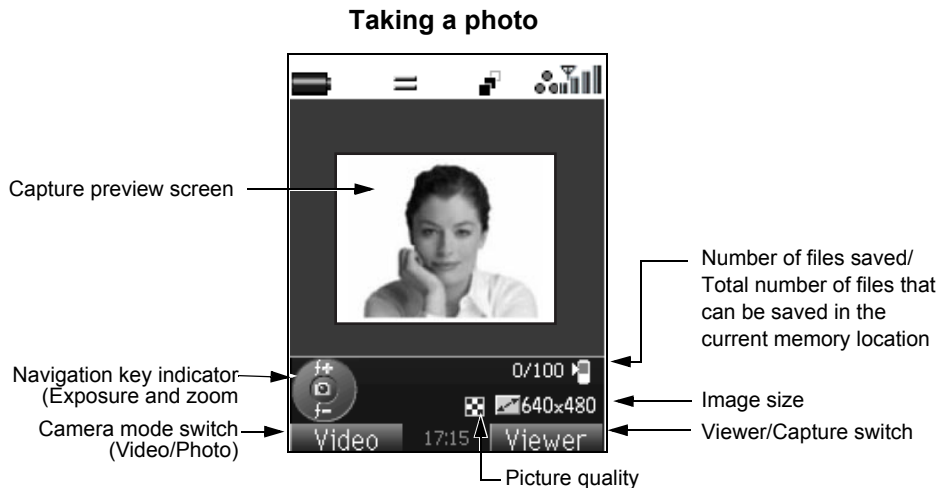 Taking a photo
Capture preview screen
Number of files saved/
Total number of files that
can be saved in the
current memory location
f+
0/100
Navigation key indicator
(Exposure and zoom
f-
640x480
Image size
Camera mode switch
(Video/Photo)
Video
17:15
Viewer
Viewer/Capture switch
Picture quality